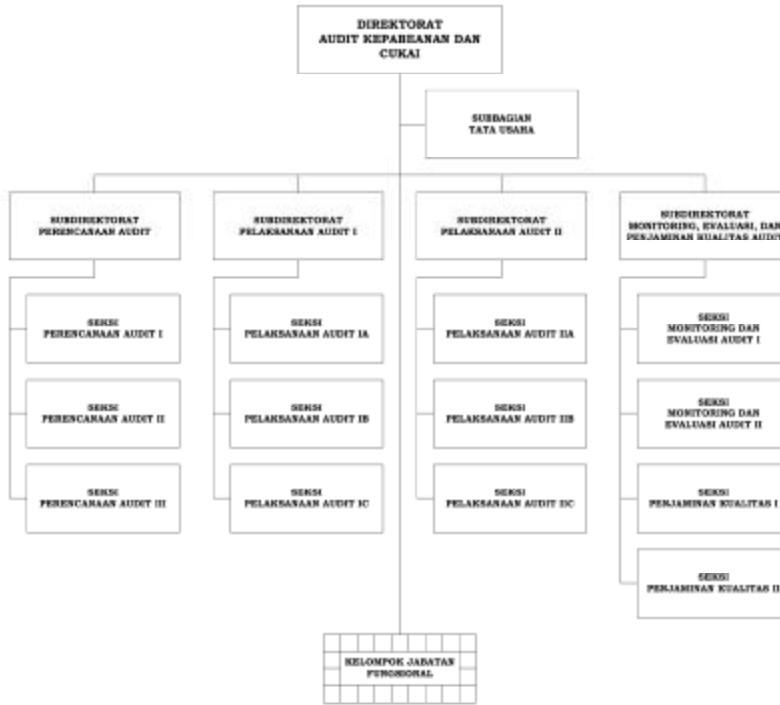 DIREKTORAT
AUDIT KEPABEANAN DAN
CUKAI
SUBBAGIAN
TATA USAHA
SUBDIREKTORAT
PERENCANAAN AUDIT
SUBDIREKTORAT
PELAKSANAAN AUDIT I
SUBDIREKTORAT
PELAKSANAAN AUDIT II
SUBDIREKTORAT
MONITORING, EVALUASI, DAN
PENJAMINAN KUALITAS AUDIT
SEKSI
PERENCANAAN AUDIT I
SEKSI
PELAKSANAAN AUDIT IA
SEKSI
PELAKSANAAN AUDIT IIA
SEKSI
MONITORING DAN
EVALUASI AUDIT I
SEKSI
PERENCANAAN AUDIT II
SEKSI
PELAKSANAAN AUDIT IB
SEKSI
PELAKSANAAN AUDIT IIB
SEKSI
MONITORING DAN
EVALUASI AUDIT II
SEKSI
PERENCANAAN AUDIT III
SEKSI
PELAKSANAAN AUDIT IC
SEKSI
PELAKSANAAN AUDIT IIC
SEKSI
PENJAMINAN KUALITAS I
SEKSI
PENJAMINAN KUALITAS II
KELOMPOK JABATAN
FUNGSIONAL